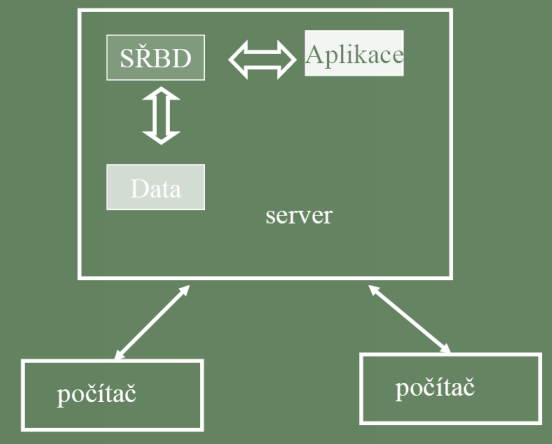 SŘBD
Aplikace
Data
server
počítač
počítač